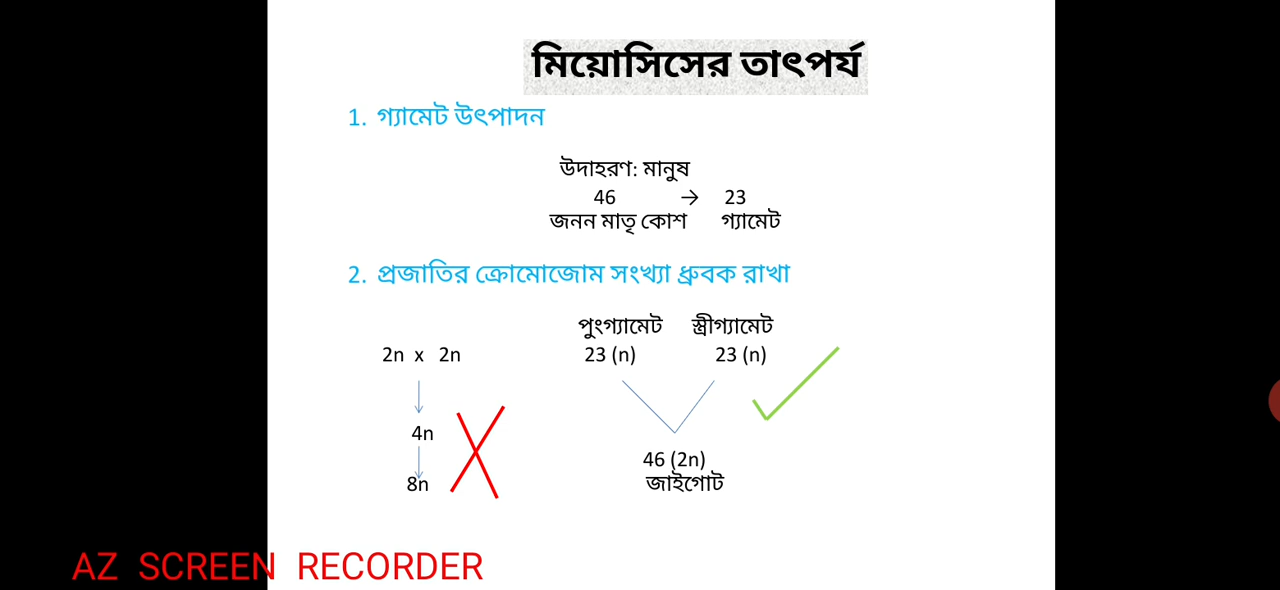 মিয়োসিসের তাৎপর্য
1. গ্যামেট উৎপাদন
উদাহরণ: মানুষ
46 → 23
জনন মাতৃ কোশ গ্যামেট
2. প্রজাতির ক্রোমোজোম সংখ্যা ধ্রুবক রাখা
পুংগ্যামেট স্ত্রীগ্যামেট
2n x 2n 23 (n) 23 (n)
4n
46 (2n)
8n জাইগোট
AZ SCREEN RECORDER